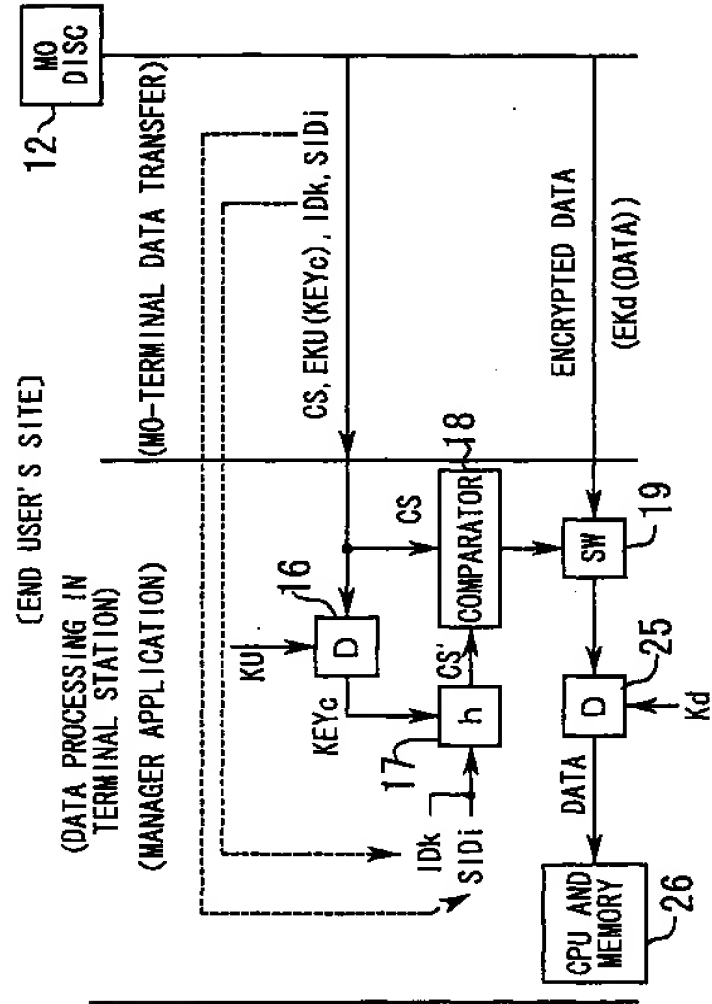 (END USER'S SITE)
(DATA PROCESSING IN
TERMINAL STATION)
(MANAGER APPLICATION)
(MO-TERMINAL DATA TRANSFER)
12
MO
DISC
CS, EKU(KEYc), IDk, SIDi
KU
16
D
CS
KEYc
17
h
CS'
COMPARATOR
18
IDk
SIDi
ENCRYPTED DATA
(EKd(DATA))
SW
19
D
25
Kd
DATA
CPU AND
MEMORY
26